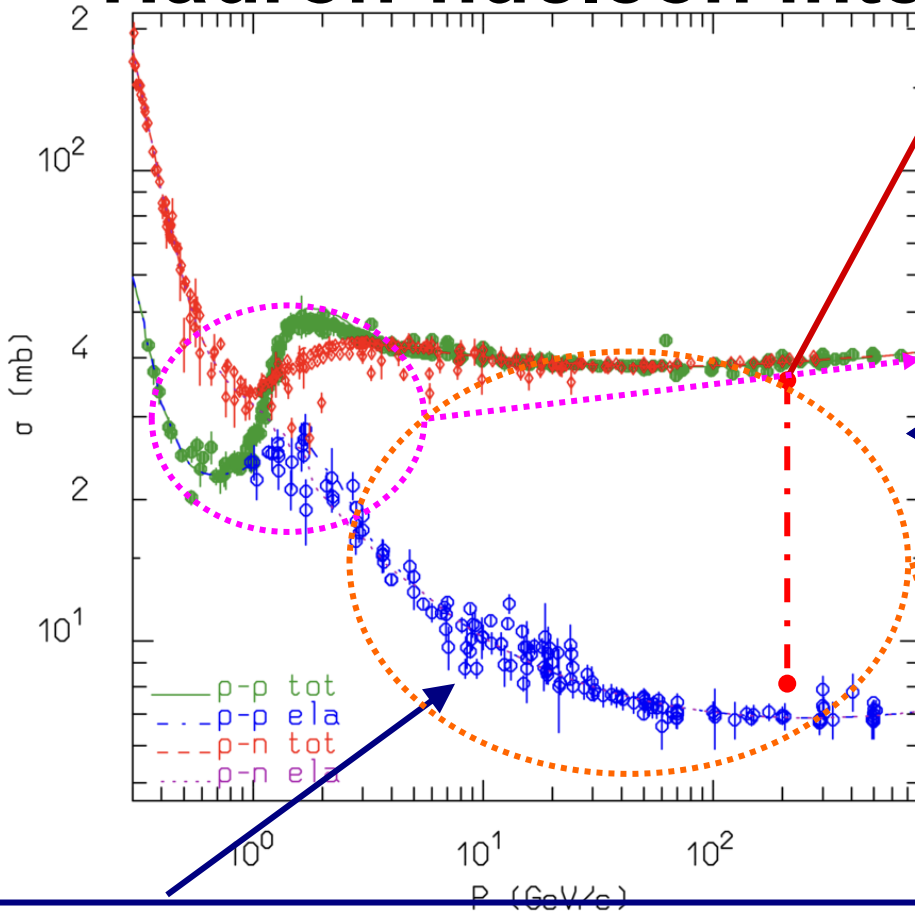 2
10²
4
2
10¹
σ (mb)
p-p tot
p-p ela
p-n tot
p-n ela
10⁰ 10¹ 10²
P (GeV/c)